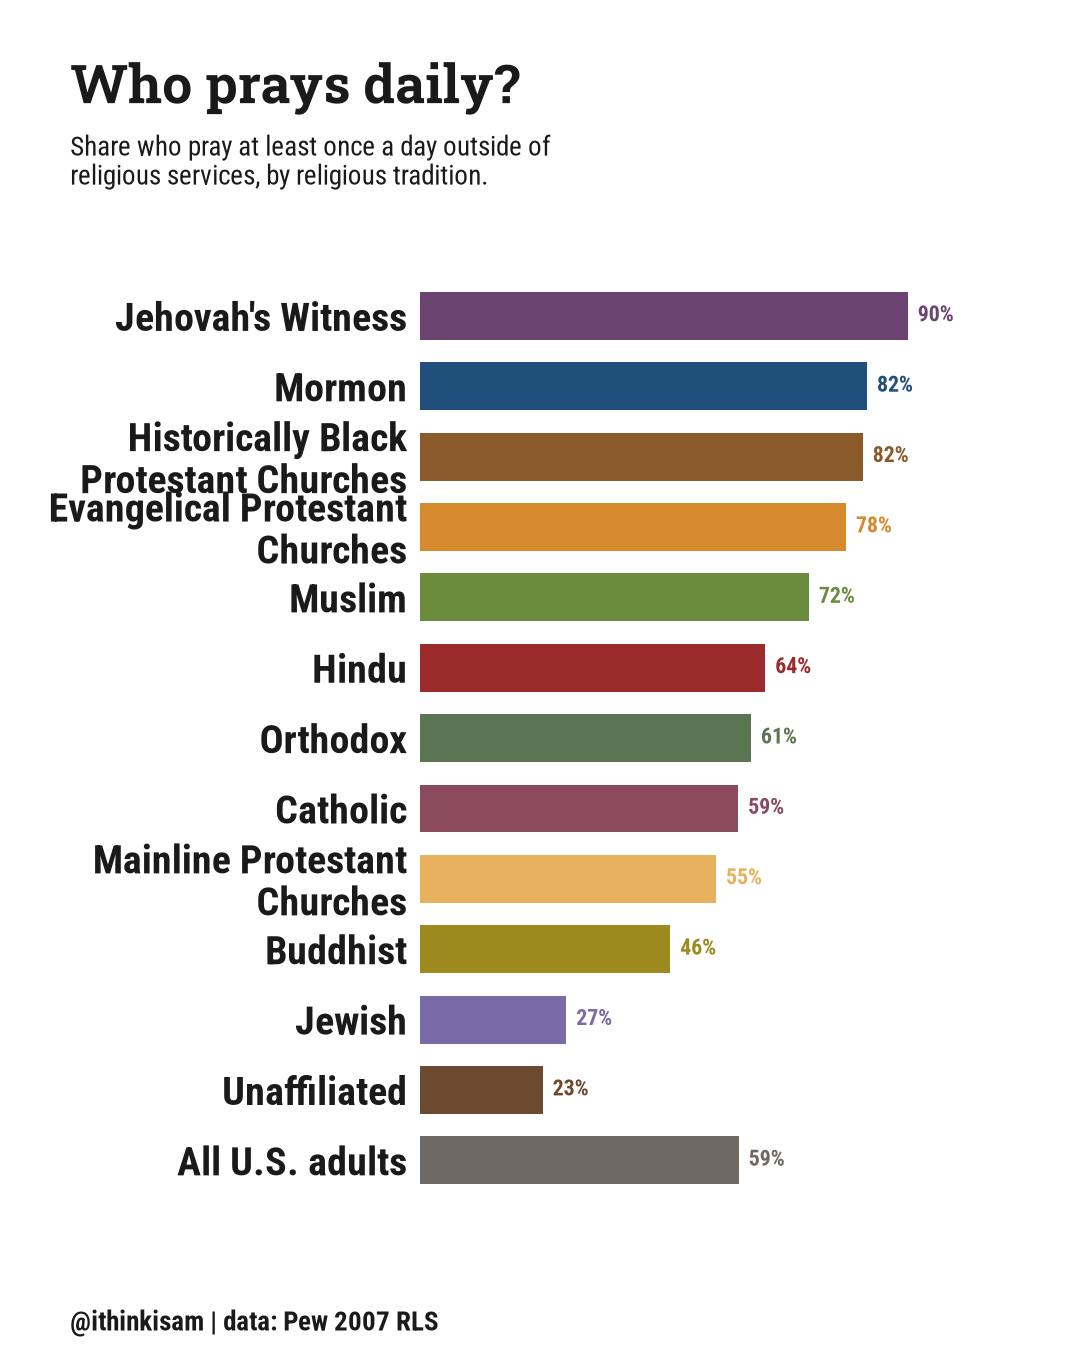 Who prays daily?
Share who pray at least once a day outside of
religious services, by religious tradition.
Jehovah's Witness 90%
Mormon 82%
Historically Black
Protestant Churches 82%
Evangelical Protestant
Churches 78%
Muslim 72%
Hindu 64%
Orthodox 61%
Catholic 59%
Mainline Protestant
Churches 55%
Buddhist 46%
Jewish 27%
Unaffiliated 23%
All U.S. adults 59%
@ithinkisam | data: Pew 2007 RLS